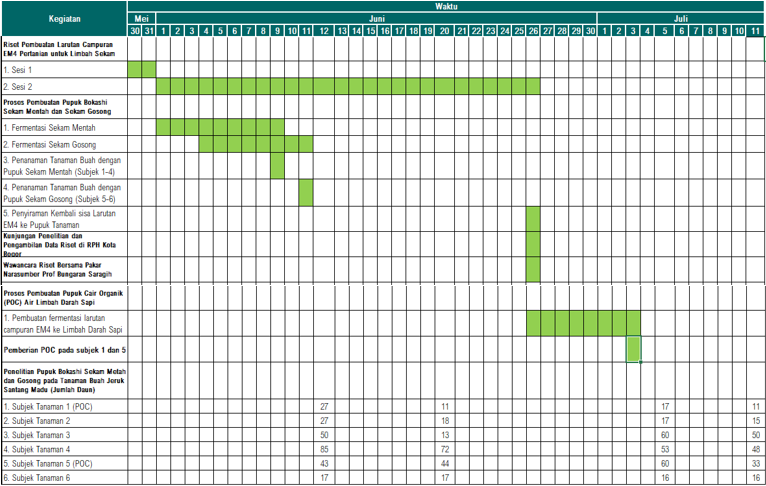 Kegiatan
Waktu
Mei Juni Juli
30 31 1 2 3 4 5 6 7 8 9 10 11 12 13 14 15 16 17 18 19 20 21 22 23 24 25 26 27 28 29 30 1 2 3 4 5 6 7 8 9 10 11
Riset Pembuatan Larutan Campuran
EM4 Pertanian untuk Limbah Sekam
1. Sesi 1
2. Sesi 2
Proses Pembuatan Pupuk Bokashi
Sekam Mentah dan Sekam Gosong
1. Fermentasi Sekam Mentah
2. Fermentasi Sekam Gosong
3. Penanaman Tanaman Buah dengan
Pupuk Sekam Mentah (Subjek 1-4)
4. Penanaman Tanaman Buah dengan
Pupuk Sekam Gosong (Subjek 5-6)
5. Penyiraman Kembali sisa Larutan
EM4 ke Pupuk Tanaman
Kunjungan Penelitian dan
Pengambilan Data Riset di RPH Kota
Bogor
Wawancara Riset Bersama Pakar
Narasumber Prof Bungaran Saragih
Proses Pembuatan Pupuk Cair Organik
(POC) Air Limbah Darah Sapi
1. Pembuatan fermentasi larutan
campuran EM4 ke Limbah Darah Sapi
Pemberian POC pada subjek 1 dan 5
Penelitian Pupuk Bokashi Sekam Metah
dan Gosong pada Tanaman Buah Jeruk
Santang Madu (Jumlah Daun)
1. Subjek Tanaman 1 (POC) 27 11 17 11
2. Subjek Tanaman 2 27 18 17 15
3. Subjek Tanaman 3 50 13 60 50
4. Subjek Tanaman 4 85 72 53 48
5. Subjek Tanaman 5 (POC) 43 44 60 33
6. Subjek Tanaman 6 17 17 16 16